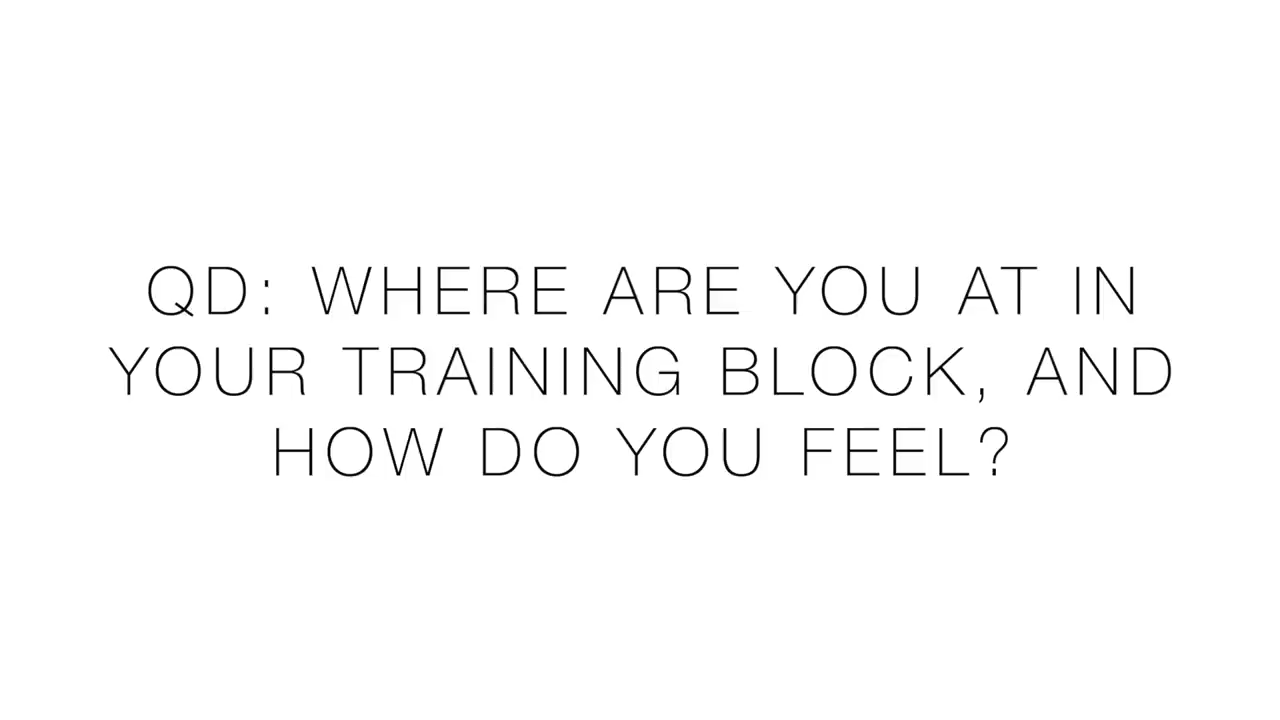 QD: WHERE ARE YOU AT IN
YOUR TRAINING BLOCK, AND
HOW DO YOU FEEL?